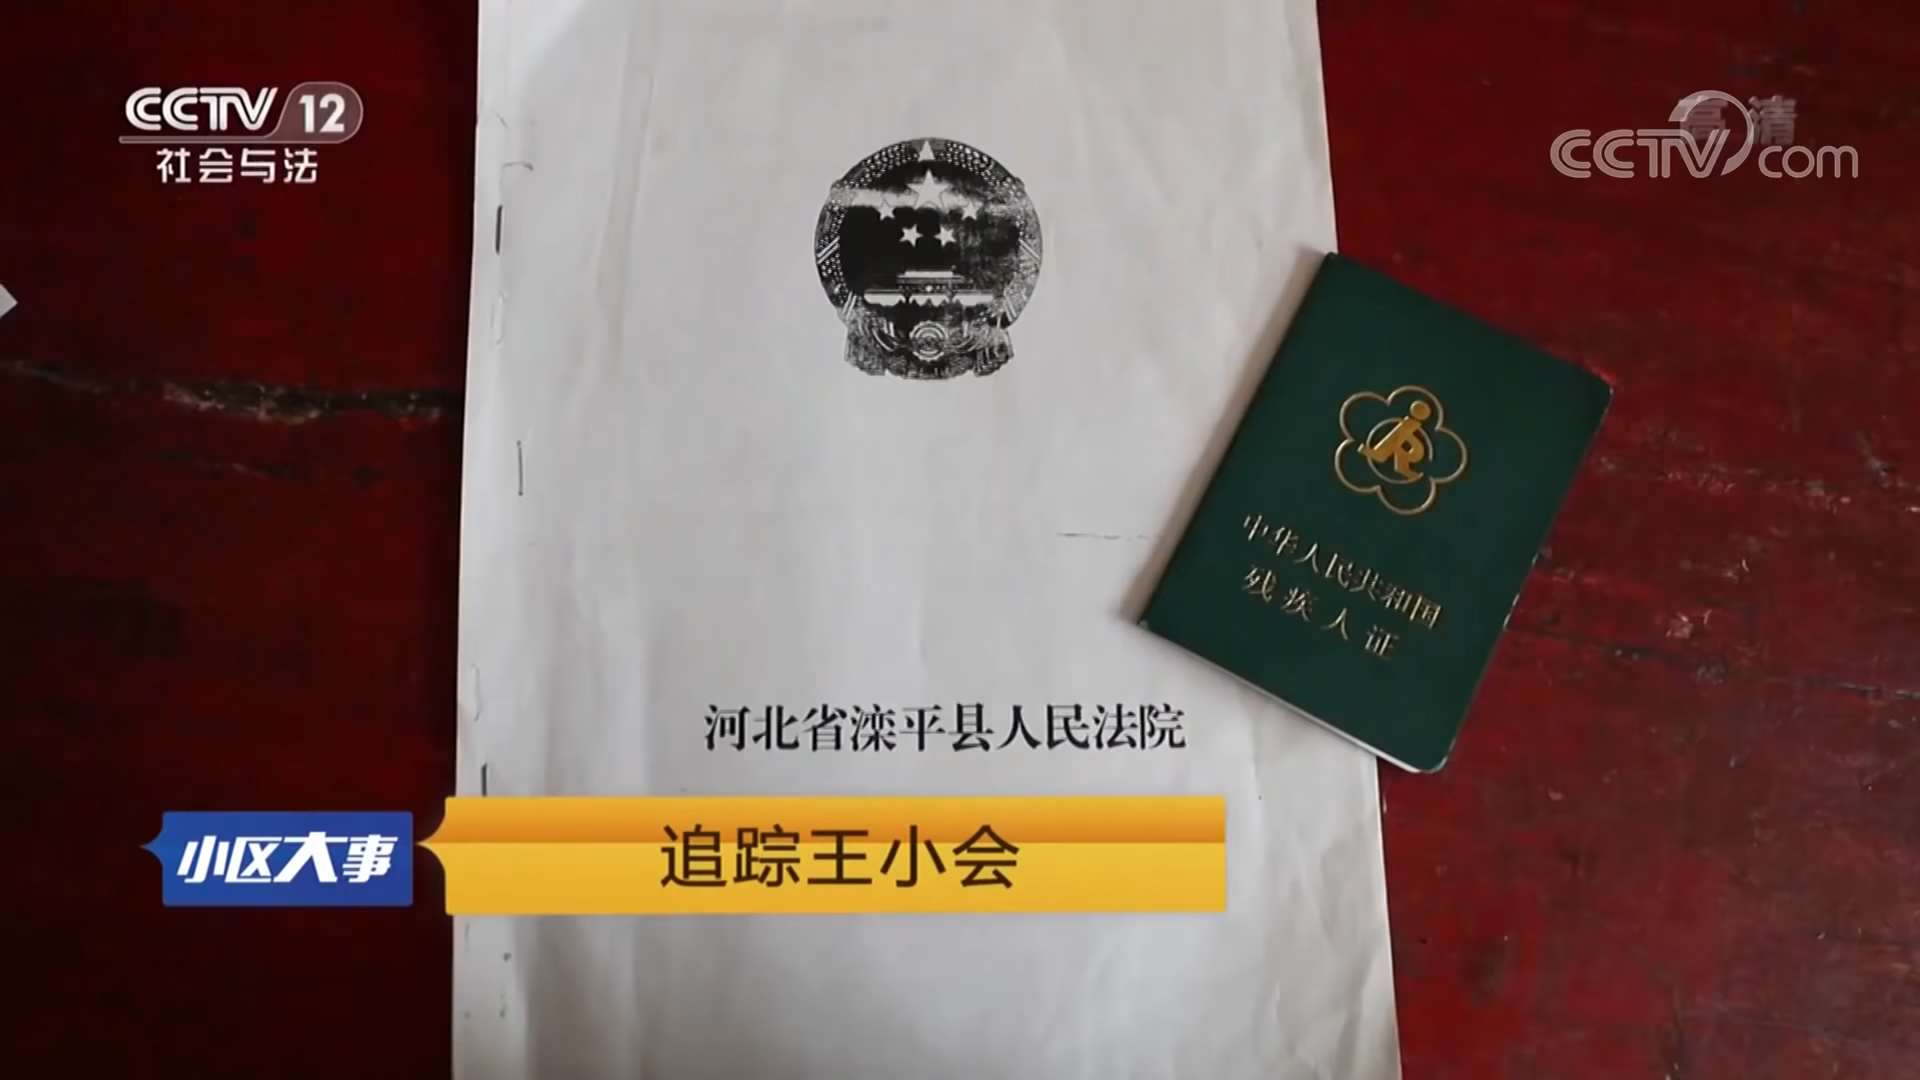 CCTV 12
社会与法
高清
CCTV.com
中华人民共和国
残疾人证
河北省滦平县人民法院
小区大事
追踪王小会